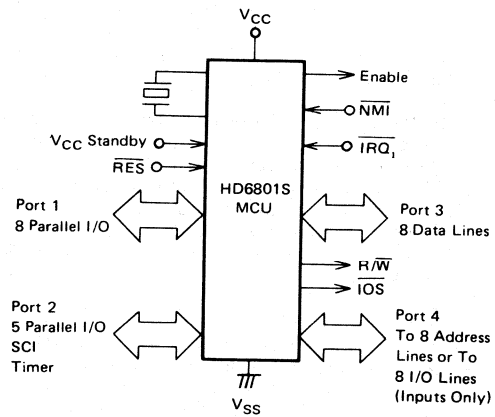 VCC
Enable
NMI
VCC Standby
IRQ1
RES
HD6801S
MCU
Port 1
8 Parallel I/O
Port 3
8 Data Lines
R/W
IOS
Port 2
5 Parallel I/O
SCI
Timer
Port 4
To 8 Address
Lines or To
8 I/O Lines
(Inputs Only)
VSS